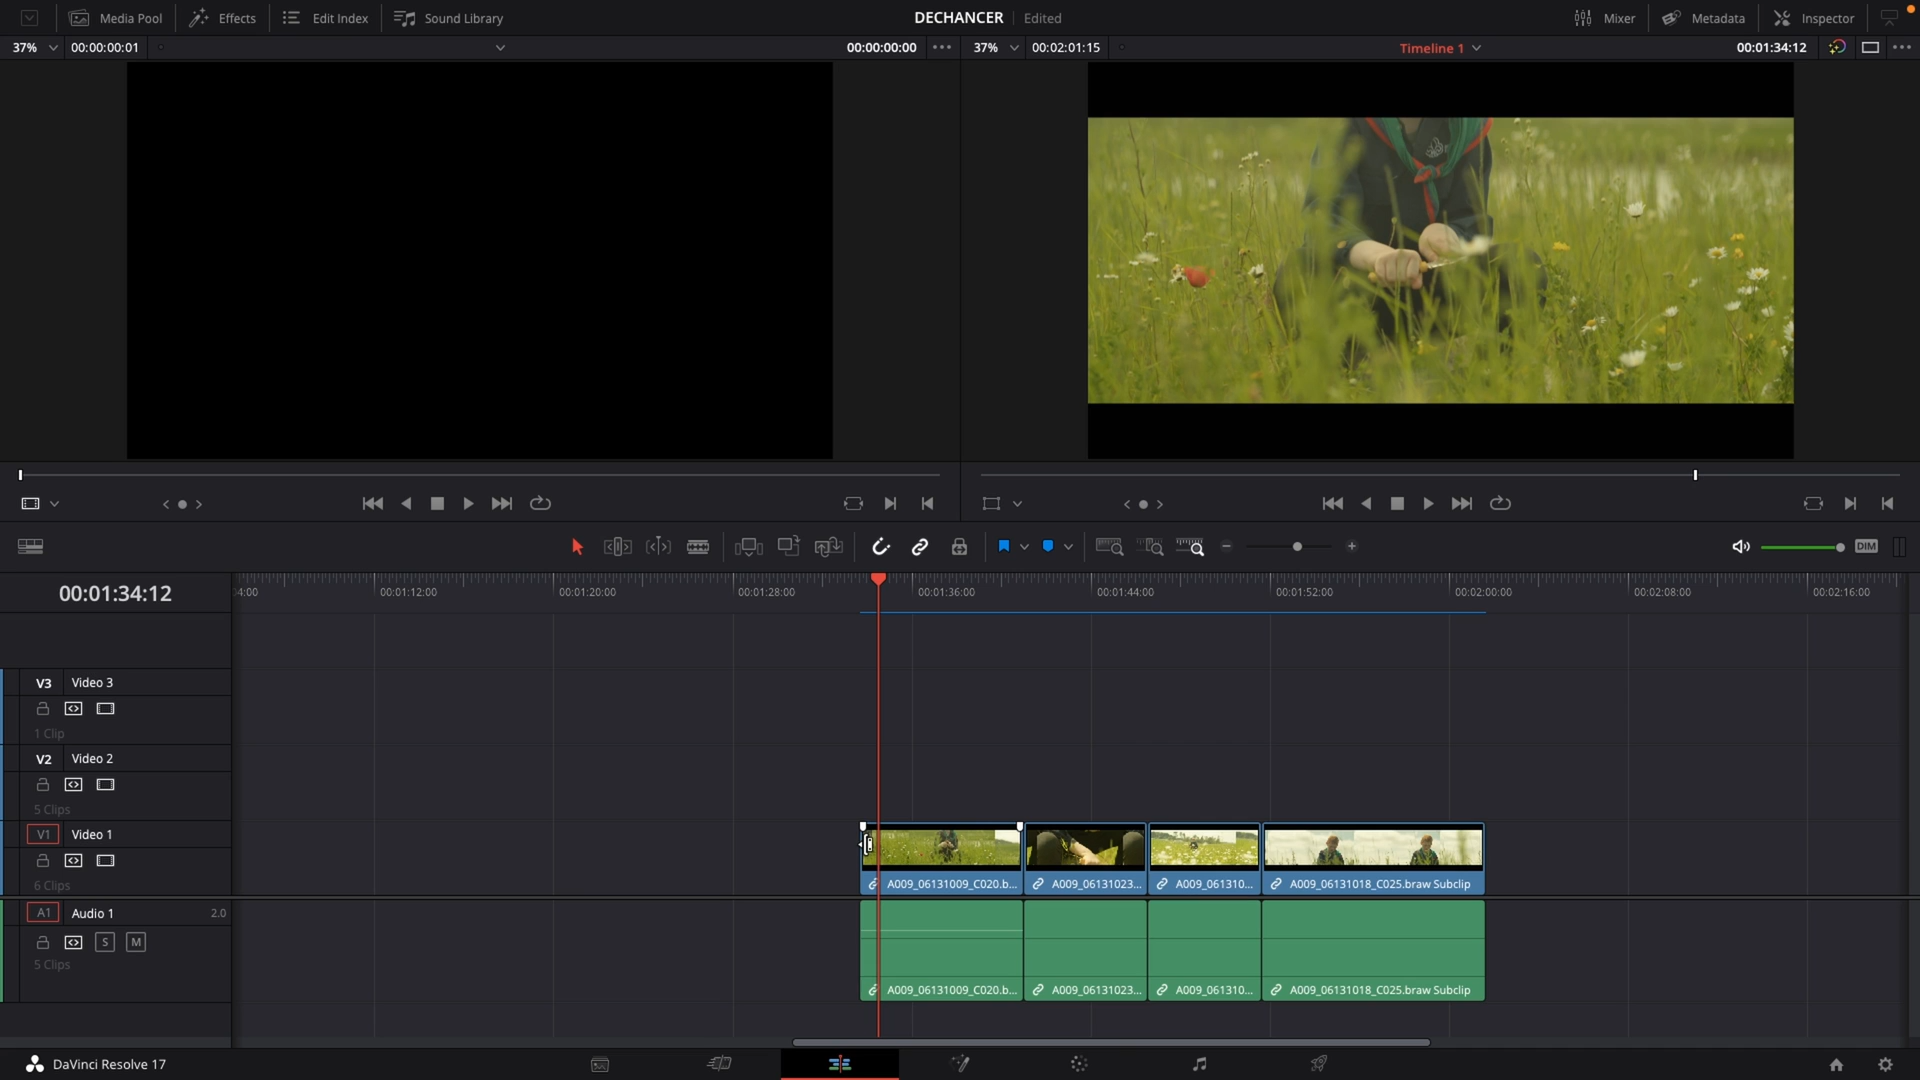 Media Pool Effects Edit Index Sound Library DECHANCER Edited Mixer Metadata Inspector
37% 00:00:00:01 00:00:00:00 37% 00:02:01:15 Timeline 1 00:01:34:12
DIM
00:01:34:12 00:01:12:00 00:01:20:00 00:01:28:00 00:01:36:00 00:01:44:00 00:01:52:00 00:02:00:00 00:02:08:00 00:02:16:00
V3 Video 3
1 Clip
V2 Video 2
5 Clips
V1 Video 1
6 Clips A009_06131009_C020.b... A009_06131023... A009_061310... A009_06131018_C025.braw Subclip
A1 Audio 1 2.0
S M
5 Clips
A009_06131009_C020.b... A009_06131023... A009_061310... A009_06131018_C025.braw Subclip
DaVinci Resolve 17